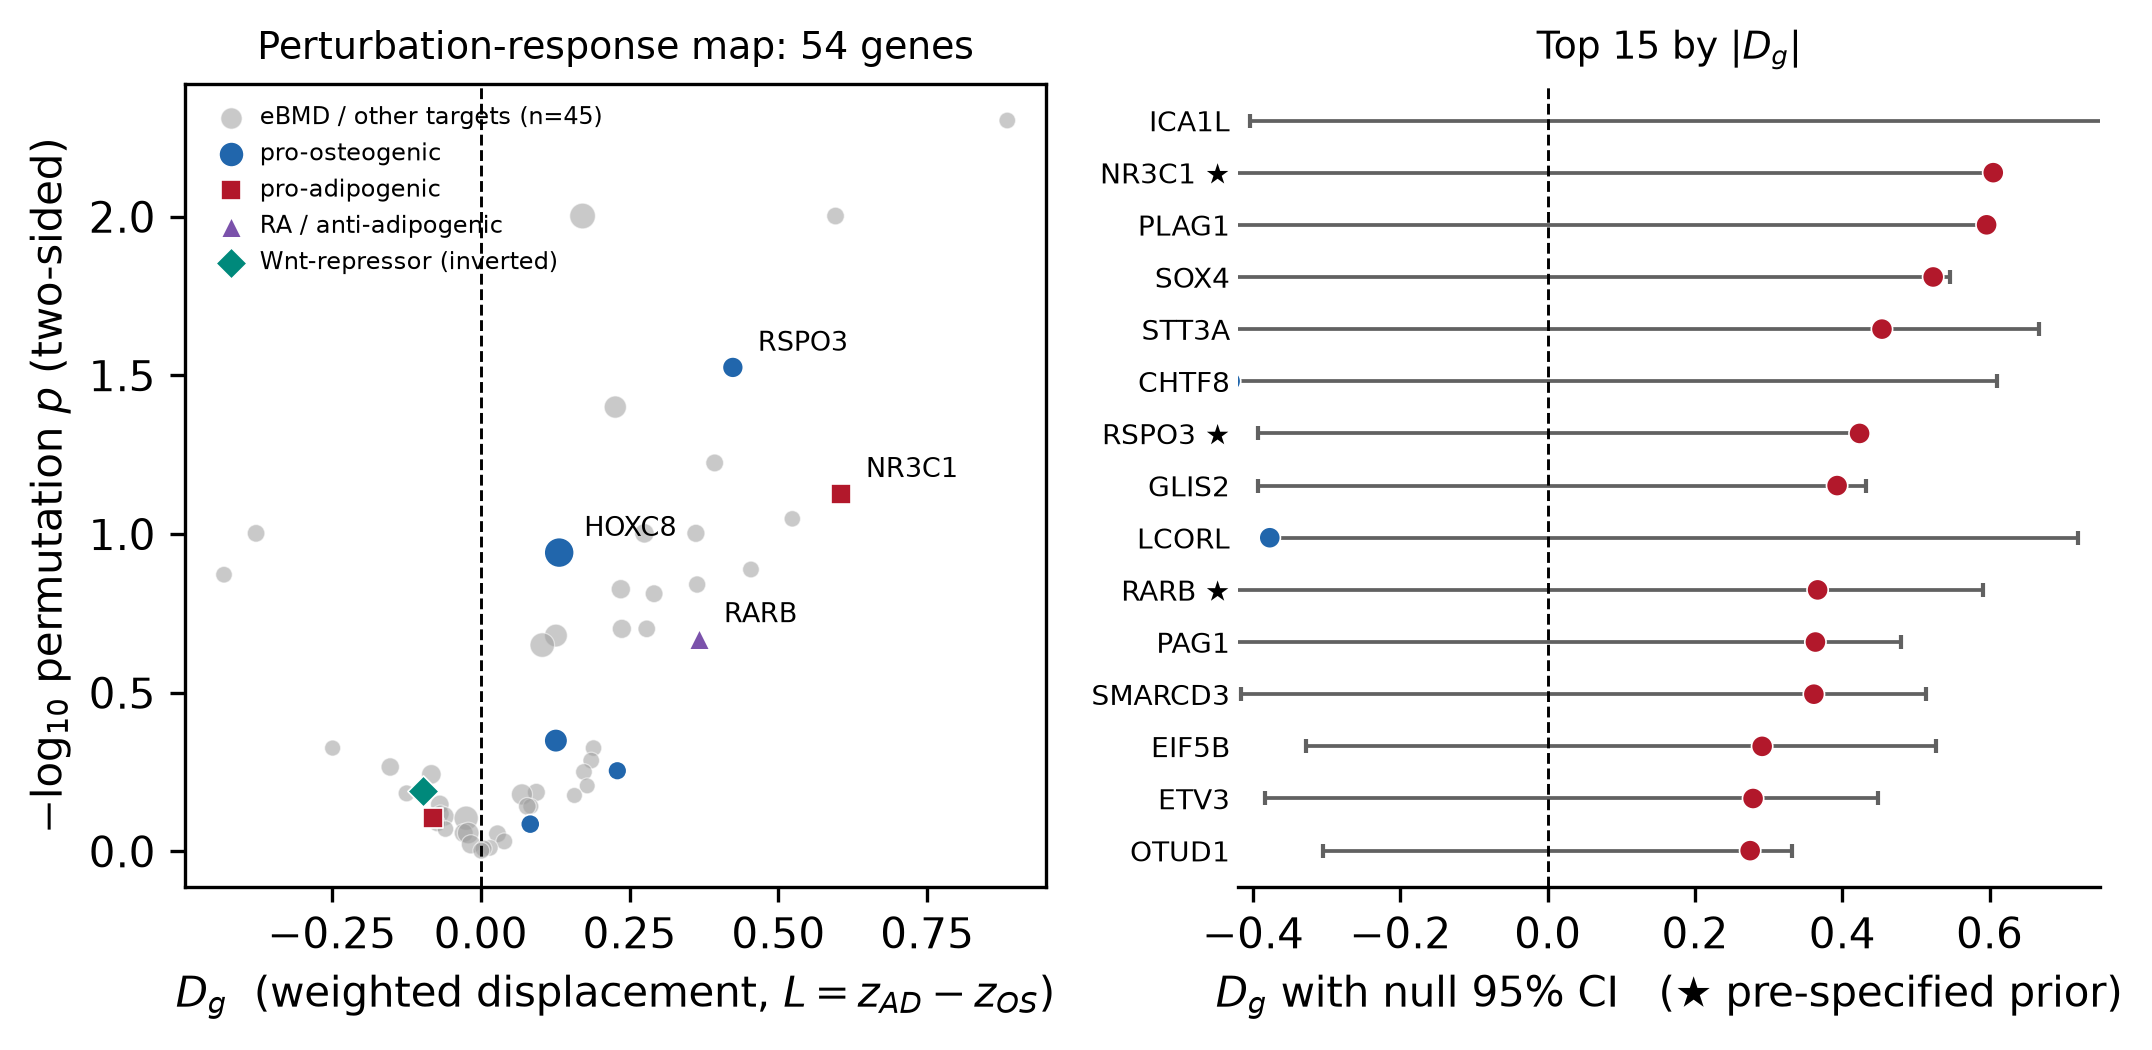 Perturbation-response map: 54 genes
eBMD / other targets (n=45)
pro-osteogenic
pro-adipogenic
RA / anti-adipogenic
Wnt-repressor (inverted)
RSPO3
NR3C1
HOXC8
RARB
−log₁₀ permutation p (two-sided)
2.0
1.5
1.0
0.5
0.0
−0.25 0.00 0.25 0.50 0.75
D_g (weighted displacement, L = z_AD − z_OS)
Top 15 by |D_g|
ICA1L
NR3C1 ★
PLAG1
SOX4
STT3A
CHTF8
RSPO3 ★
GLIS2
LCORL
RARB ★
PAG1
SMARCD3
EIF5B
ETV3
OTUD1
−0.4 −0.2 0.0 0.2 0.4 0.6
D_g with null 95% CI (★ pre-specified prior)